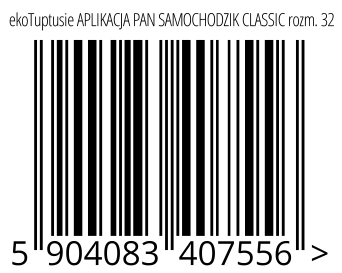 ekoTuptusie APLIKACJA PAN SAMOCHODZIK CLASSIC rozm. 32
5 904083 407556 >